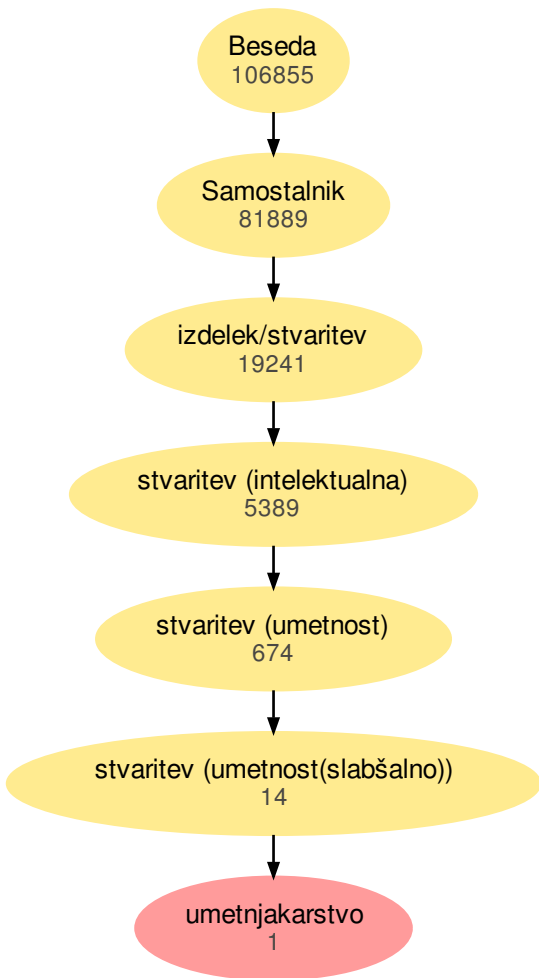 Beseda
106855
Samostalnik
81889
izdelek/stvaritev
19241
stvaritev (intelektualna)
5389
stvaritev (umetnost)
674
stvaritev (umetnost(slabšalno))
14
umetnjakarstvo
1